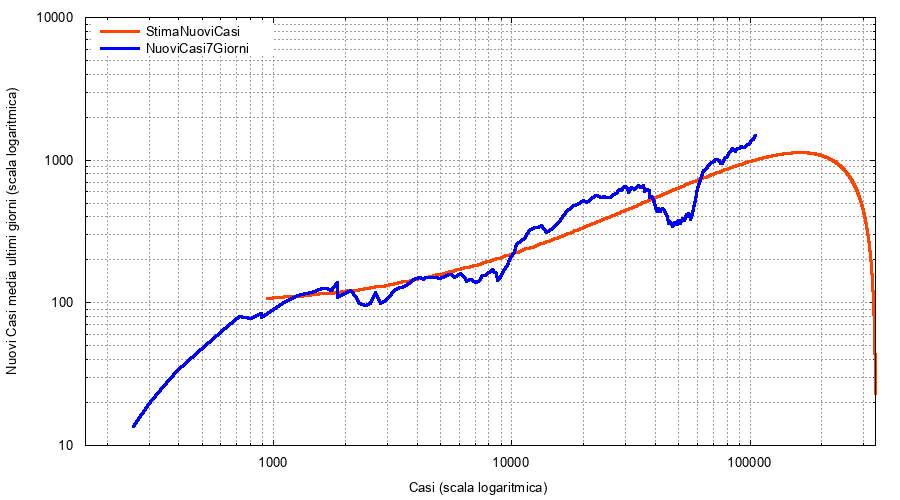 10000
StimaNuoviCasi
NuoviCasi7Giorni
1000
100
10
Nuovi Casi media ultimi giorni (scala logaritmica)
1000
10000
100000
Casi (scala logaritmica)